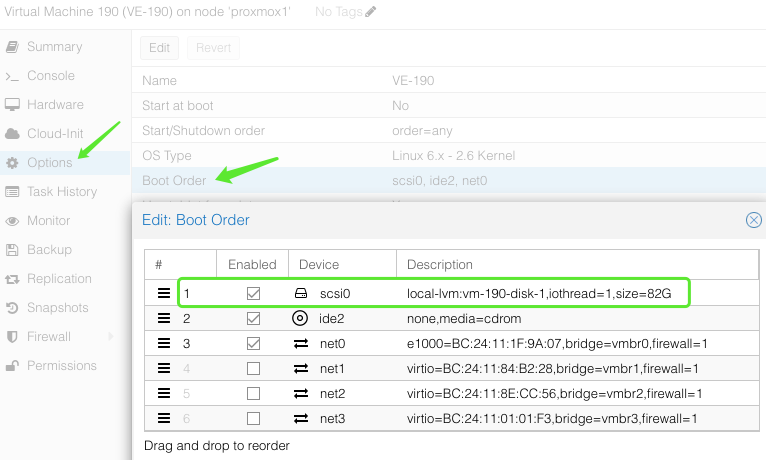 Virtual Machine 190 (VE-190) on node 'proxmox1' No Tags
Summary
Console
Hardware
Cloud-Init
Options
Task History
Monitor
Backup
Replication
Snapshots
Firewall
Permissions
Edit Revert
Name VE-190
Start at boot No
Start/Shutdown order order=any
OS Type Linux 6.x - 2.6 Kernel
Boot Order scsi0, ide2, net0
Edit: Boot Order
# Enabled Device Description
1 scsi0 local-lvm:vm-190-disk-1,iothread=1,size=82G
2 ide2 none,media=cdrom
3 net0 e1000=BC:24:11:1F:9A:07,bridge=vmbr0,firewall=1
4 net1 virtio=BC:24:11:84:B2:28,bridge=vmbr1,firewall=1
5 net2 virtio=BC:24:11:8E:CC:56,bridge=vmbr2,firewall=1
6 net3 virtio=BC:24:11:01:01:F3,bridge=vmbr3,firewall=1
Drag and drop to reorder